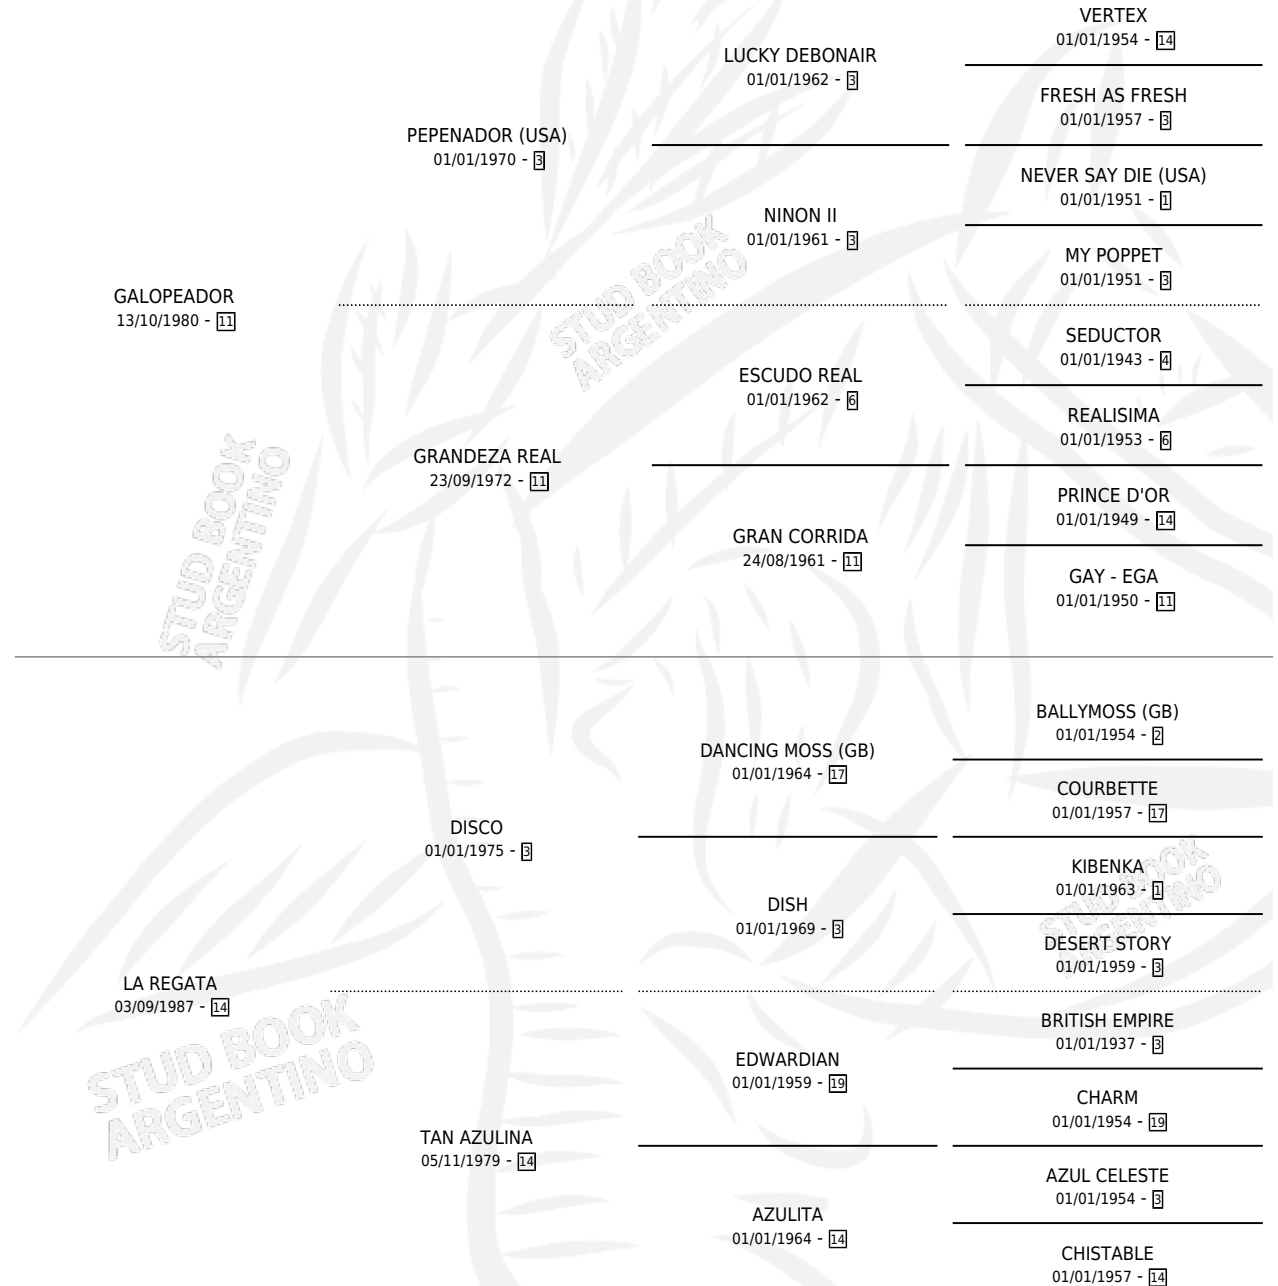 VERTEX
01/01/1954 - 14
LUCKY DEBONAIR
01/01/1962 - 3
FRESH AS FRESH
01/01/1957 - 3
PEPENADOR (USA)
01/01/1970 - 3
NEVER SAY DIE (USA)
01/01/1951 - 1
NINON II
01/01/1961 - 3
MY POPPET
01/01/1951 - 3
GALOPEADOR
13/10/1980 - 11
SEDUCTOR
01/01/1943 - 4
ESCUDO REAL
01/01/1962 - 6
REALISIMA
01/01/1953 - 6
GRANDEZA REAL
23/09/1972 - 11
PRINCE D'OR
01/01/1949 - 14
GRAN CORRIDA
24/08/1961 - 11
GAY - EGA
01/01/1950 - 11
BALLYMOSS (GB)
01/01/1954 - 2
DANCING MOSS (GB)
01/01/1964 - 17
COURBETTE
01/01/1957 - 17
DISCO
01/01/1975 - 3
KIBENKA
01/01/1963 - 1
DISH
01/01/1969 - 3
DESERT STORY
01/01/1959 - 3
LA REGATA
03/09/1987 - 14
BRITISH EMPIRE
01/01/1937 - 3
EDWARDIAN
01/01/1959 - 19
CHARM
01/01/1954 - 19
TAN AZULINA
05/11/1979 - 14
AZUL CELESTE
01/01/1954 - 3
AZULITA
01/01/1964 - 14
CHISTABLE
01/01/1957 - 14
STUD BOOK
ARGENTINO
STUD BOOK
ARGENTINO
STUD BOOK
ARGENTINO
STUD BOOK
ARGENTINO